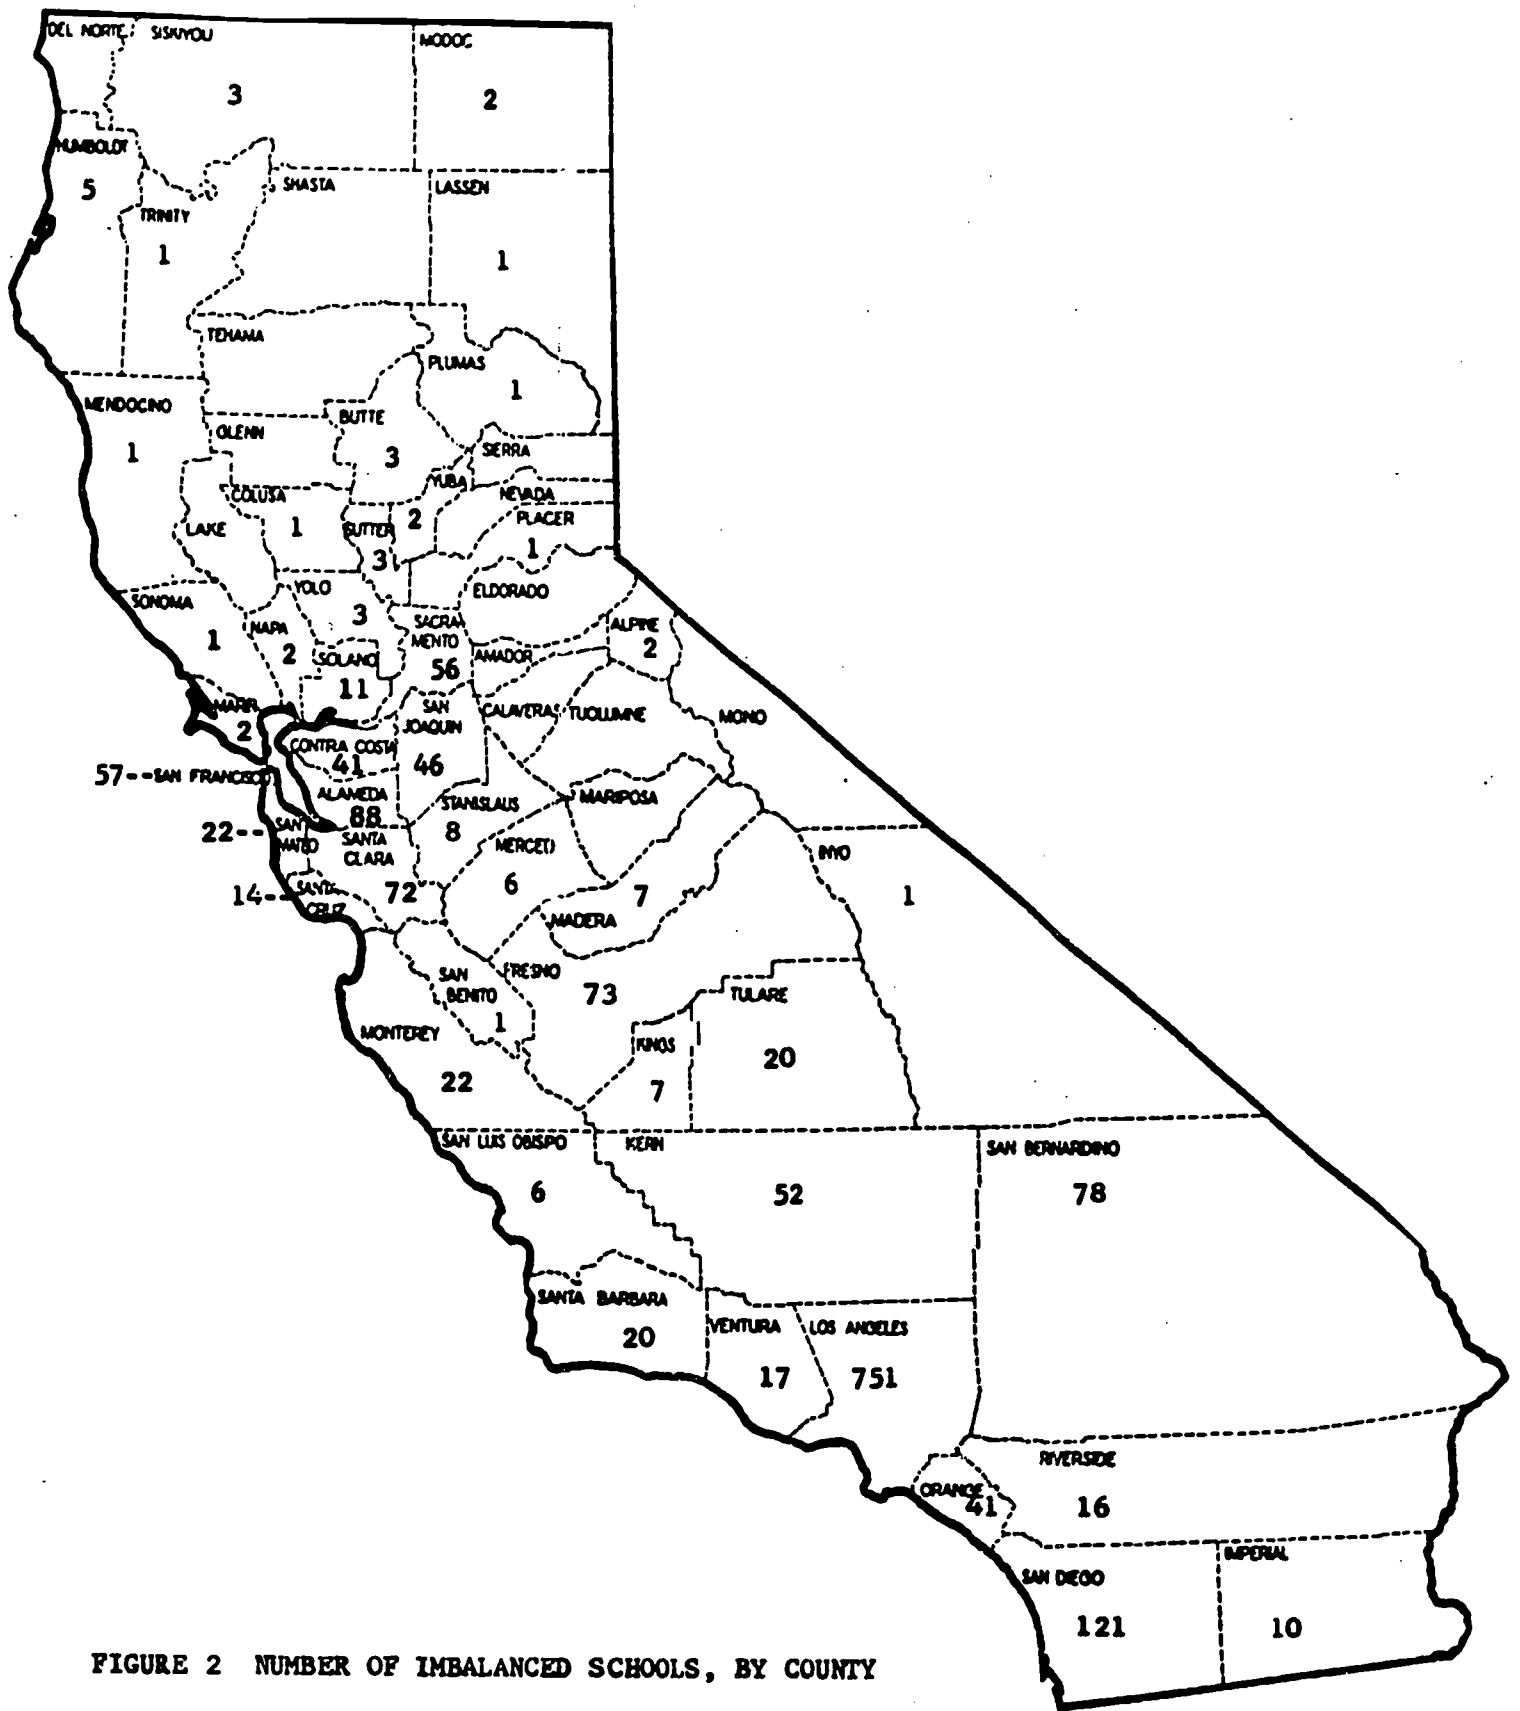 DEL NORTE
SISKIYOU
MODOC
3
2
HUMBOLDT
5
TRINITY
1
SHASTA
LASSEN
1
TEHAMA
PLUMAS
1
MENDOCINO
1
GLENN
BUTTE
3
SIERRA
YUBA
2
NEVADA
COLUSA
1
LAKE
SUTTER
3
PLACER
1
ELDORADO
SONOMA
1
NAPA
2
YOLO
3
SACRA
MENTO
56
ALPINE
2
AMADOR
SOLANO
11
MARIN
2
SAN
JOAQUIN
46
CALAVERAS
TUOLUMNE
MONO
CONTRA COSTA
41
57--SAN FRANCISCO
ALAMEDA
88
STANISLAUS
8
MARIPOSA
22--
SAN
MATEO
SANTA
CLARA
72
MERCED
6
INYO
1
14--
SANTA
CRUZ
7
MADERA
SAN
BENITO
1
FRESNO
73
TULARE
20
MONTEREY
22
KINGS
7
SAN LUIS OBISPO
6
KERN
52
SAN BERNARDINO
78
SANTA BARBARA
20
VENTURA
17
LOS ANGELES
751
RIVERSIDE
16
ORANGE
41
SAN DIEGO
121
IMPERIAL
10
FIGURE 2 NUMBER OF IMBALANCED SCHOOLS, BY COUNTY